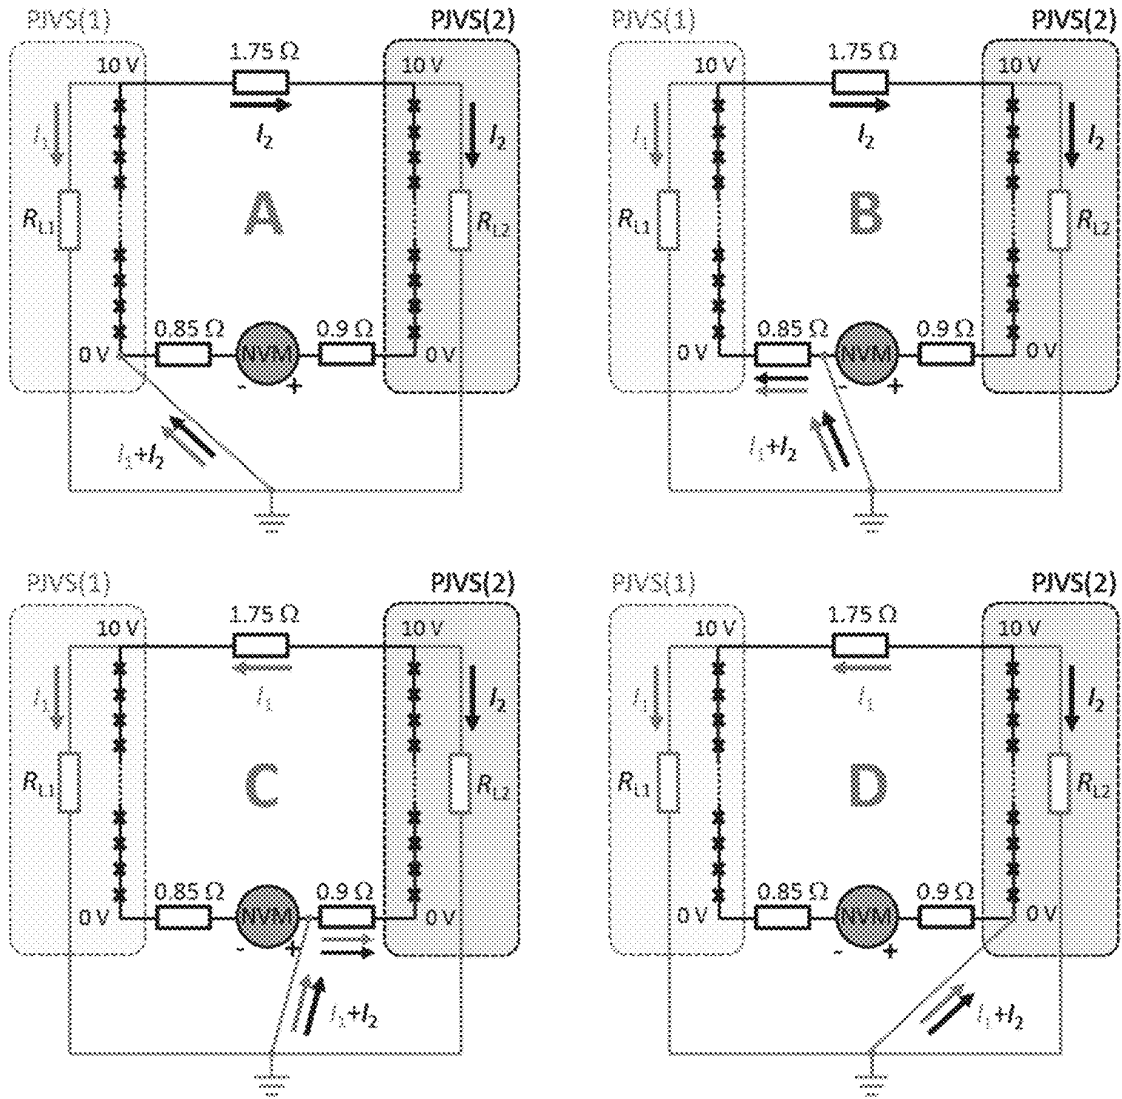 PJVS(1)
PJVS(2)
10 V
1.75 Ω
10 V
I1
I2
I2
RL1
A
RL2
0.85 Ω
0.9 Ω
0 V
NVM
0 V
-
+
I1+I2
PJVS(1)
PJVS(2)
10 V
1.75 Ω
10 V
I1
I2
I2
RL1
B
RL2
0.85 Ω
0.9 Ω
0 V
NVM
0 V
-
+
I1+I2
PJVS(1)
PJVS(2)
10 V
1.75 Ω
10 V
I1
I1
I2
RL1
C
RL2
0.85 Ω
0.9 Ω
0 V
NVM
0 V
-
+
I1+I2
PJVS(1)
PJVS(2)
10 V
1.75 Ω
10 V
I1
I1
I2
RL1
D
RL2
0.85 Ω
0.9 Ω
0 V
NVM
0 V
-
+
I1+I2